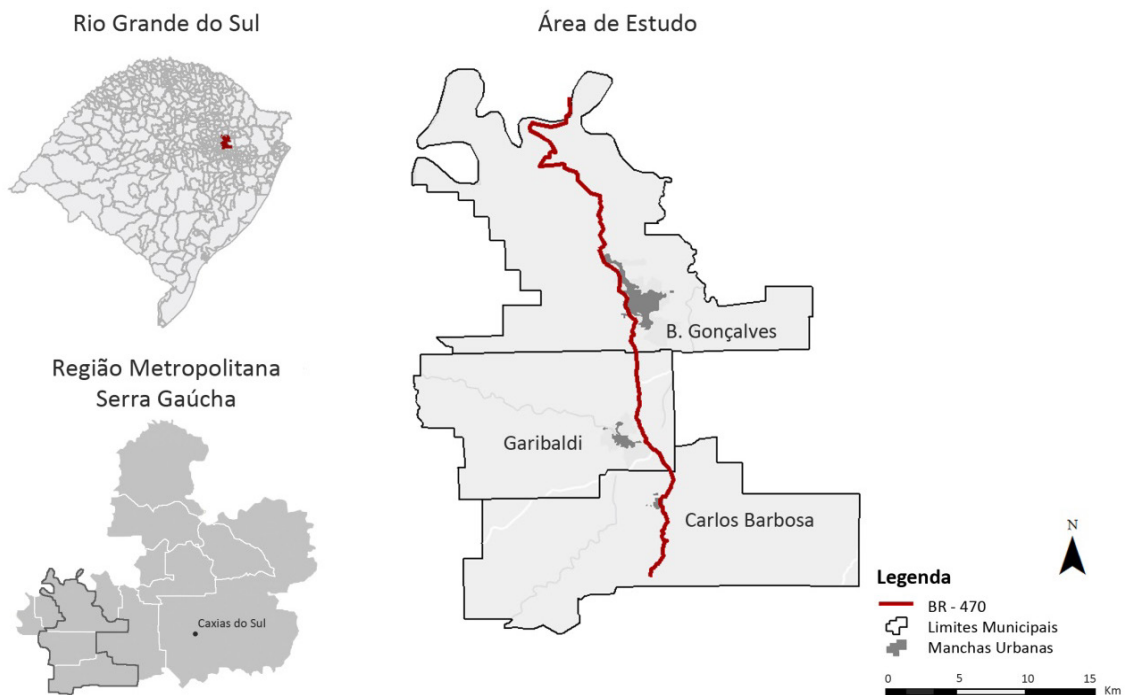 Rio Grande do Sul
Área de Estudo
B. Gonçalves
Região Metropolitana
Serra Gaúcha
Garibaldi
Carlos Barbosa
Caxias do Sul
N
Legenda
BR - 470
Limites Municipais
Manchas Urbanas
0 5 10 15
Km